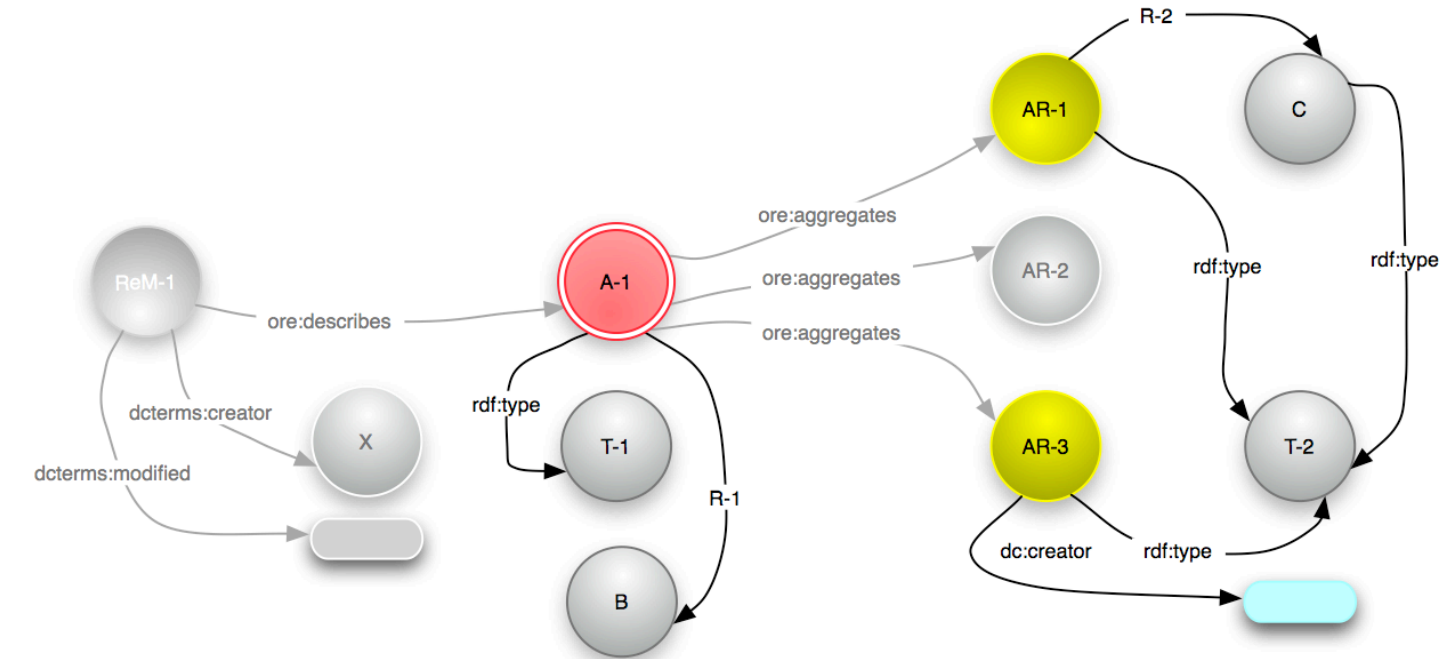 R-2
AR-1
C
ore:aggregates
rdf:type
rdf:type
ReM-1
A-1
ore:aggregates
AR-2
ore:describes
ore:aggregates
dcterms:creator
rdf:type
X
T-1
AR-3
T-2
dcterms:modified
R-1
dc:creator
rdf:type
B